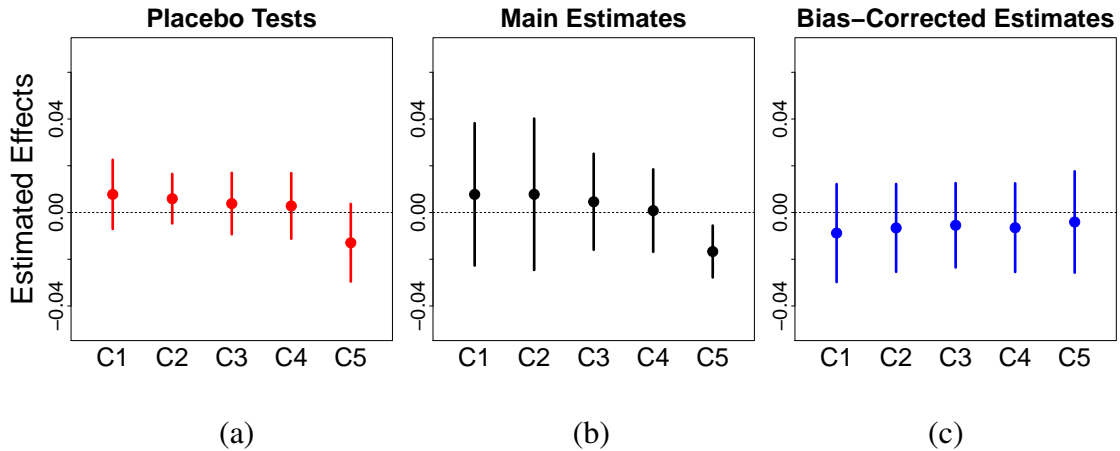 Placebo Tests
Main Estimates
Bias−Corrected Estimates
Estimated Effects
0.04
0.00
−0.04
C1 C2 C3 C4 C5
0.04
0.00
−0.04
C1 C2 C3 C4 C5
0.04
0.00
−0.04
C1 C2 C3 C4 C5
(a)
(b)
(c)